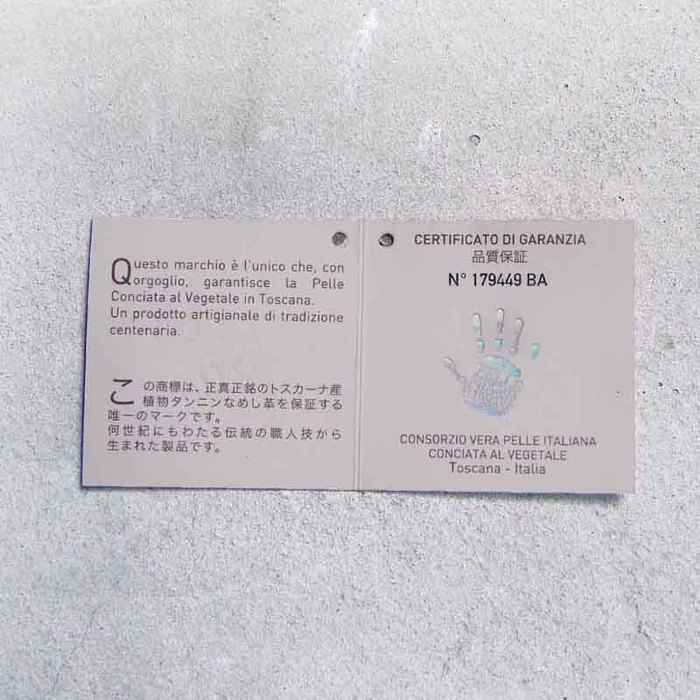 Questo marchio è l'unico che, con
orgoglio, garantisce la Pelle
Conciata al Vegetale in Toscana.
Un prodotto artigianale di tradizione
centenaria.
この商標は、正真正銘のトスカーナ産
植物タンニンなめし革を保証する
唯一のマークです。
何世紀にもわたる伝統の職人技から
生まれた製品です。
CERTIFICATO DI GARANZIA
品質保証
N° 179449 BA
CONSORZIO VERA PELLE ITALIANA
CONCIATA AL VEGETALE
Toscana - Italia